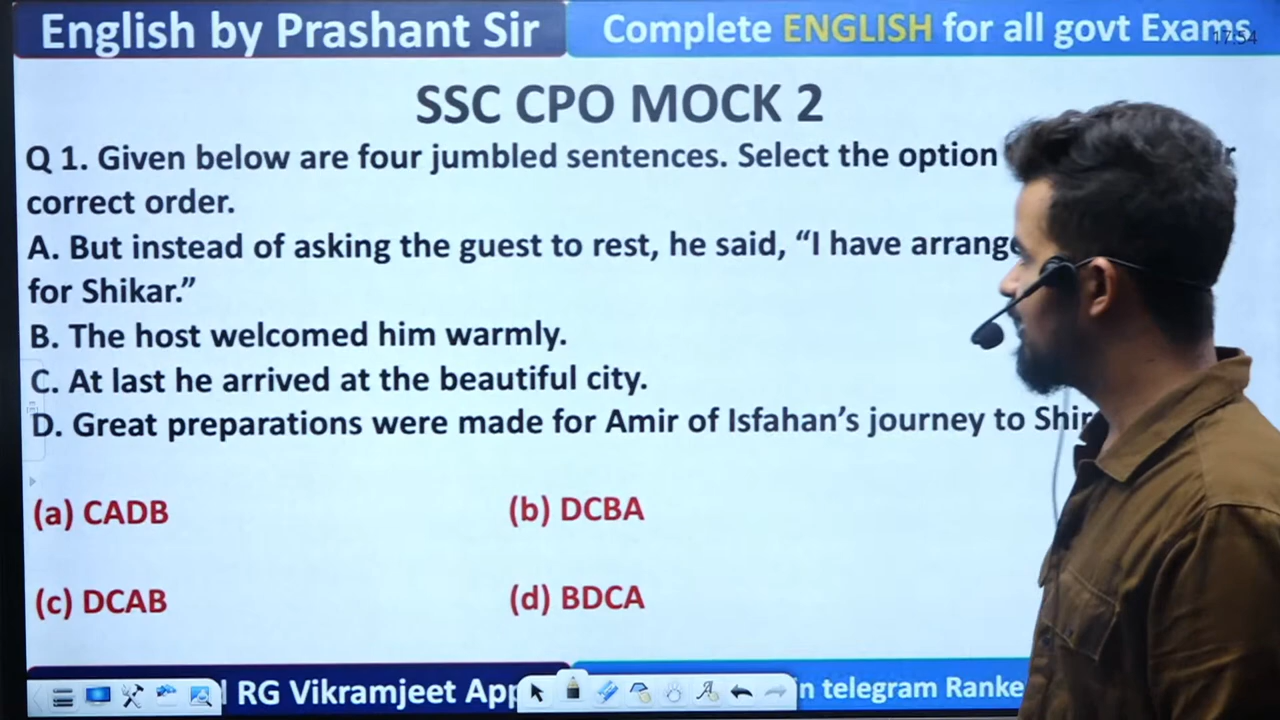 English by Prashant Sir
Complete ENGLISH for all govt Exams
17:54
SSC CPO MOCK 2
Q 1. Given below are four jumbled sentences. Select the option
correct order.
A. But instead of asking the guest to rest, he said, “I have
for Shikar.”
B. The host welcomed him warmly.
C. At last he arrived at the beautiful city.
D. Great preparations were made for Amir of Isfahan’s journey to
(a) CADB
(b) DCBA
(c) DCAB
(d) BDCA
RG Vikramjeet App
telegram